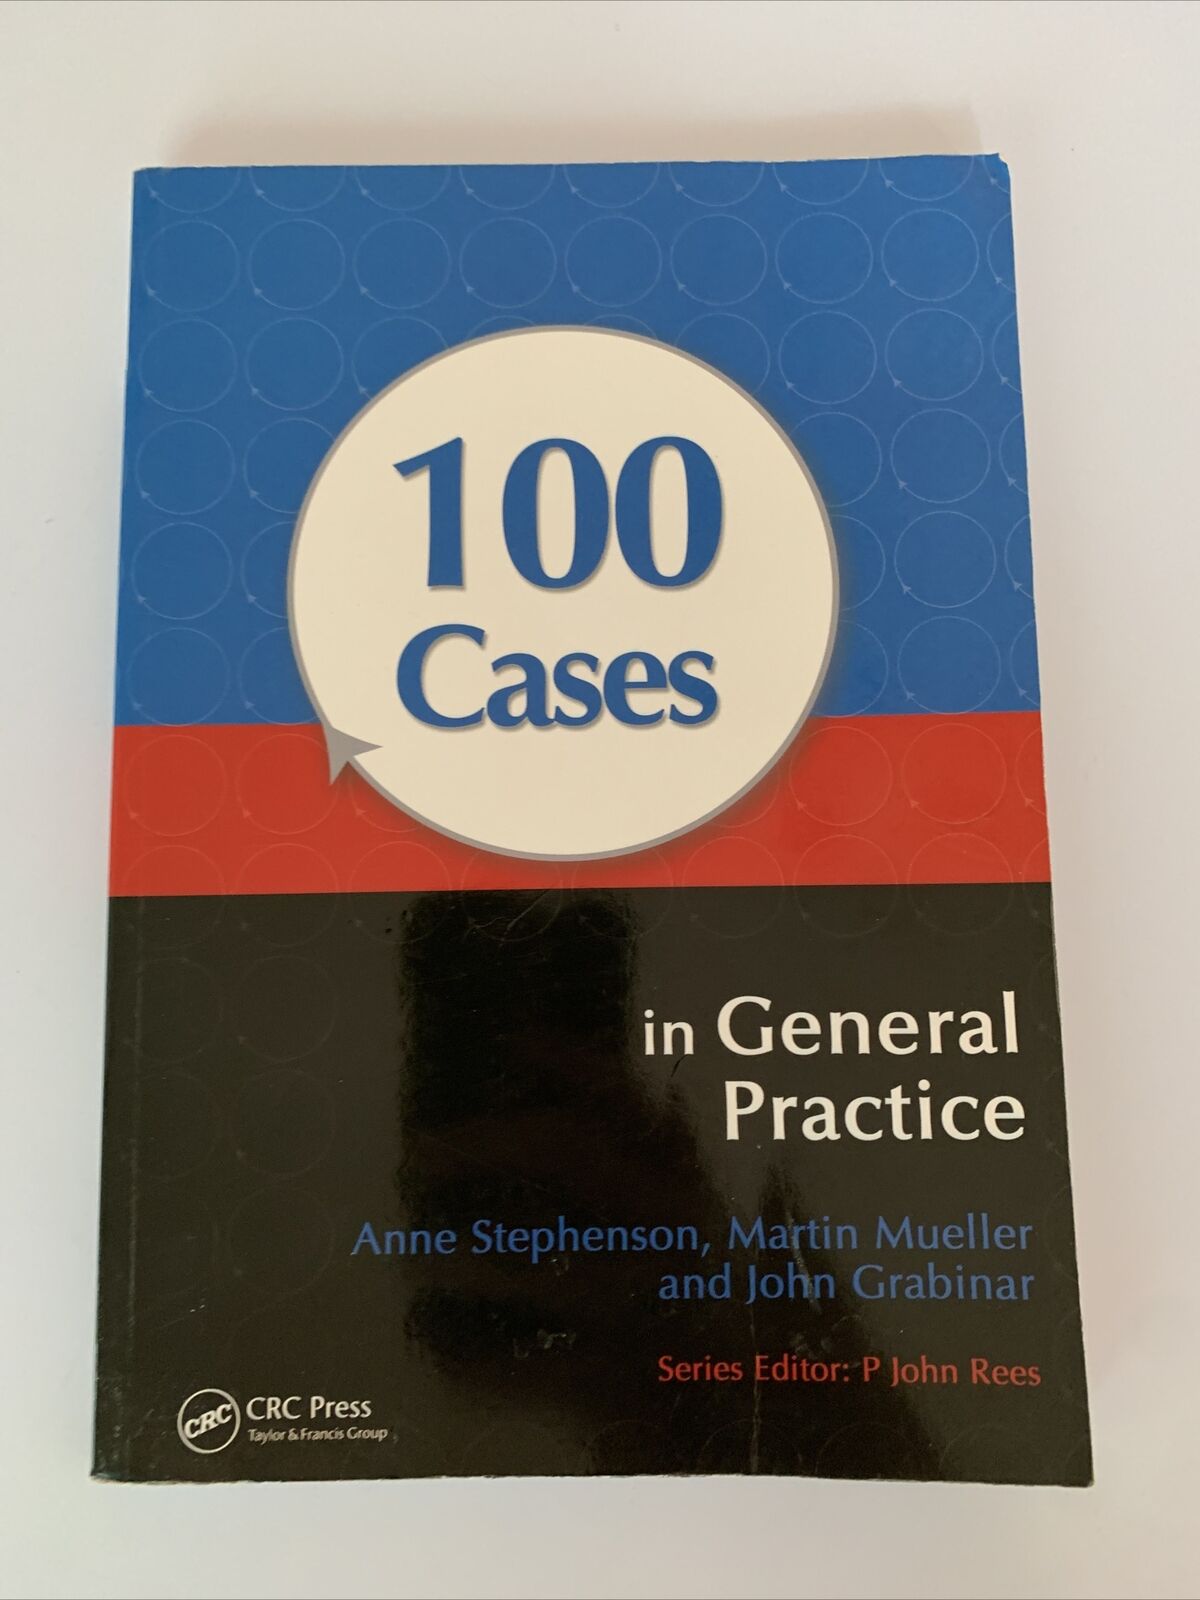 100
Cases
in General
Practice
Anne Stephenson, Martin Mueller
and John Grabinar
Series Editor: P John Rees
CRC
CRC Press
Taylor & Francis Group